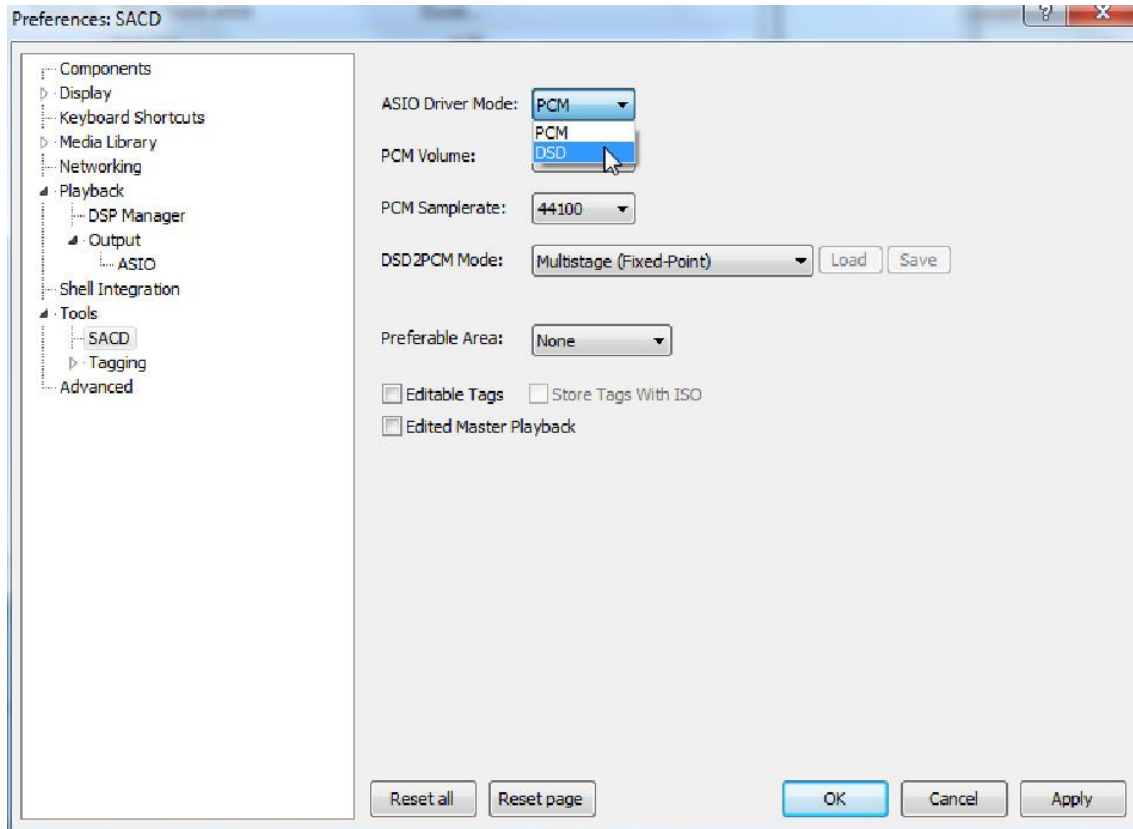 Preferences: SACD
Components
Display
Keyboard Shortcuts
Media Library
Networking
Playback
DSP Manager
Output
ASIO
Shell Integration
Tools
SACD
Tagging
Advanced
ASIO Driver Mode: PCM
PCM
DSD
PCM Volume:
PCM Samplerate: 44100
DSD2PCM Mode: Multistage (Fixed-Point) Load Save
Preferable Area: None
Editable Tags Store Tags With ISO
Edited Master Playback
Reset all Reset page OK Cancel Apply